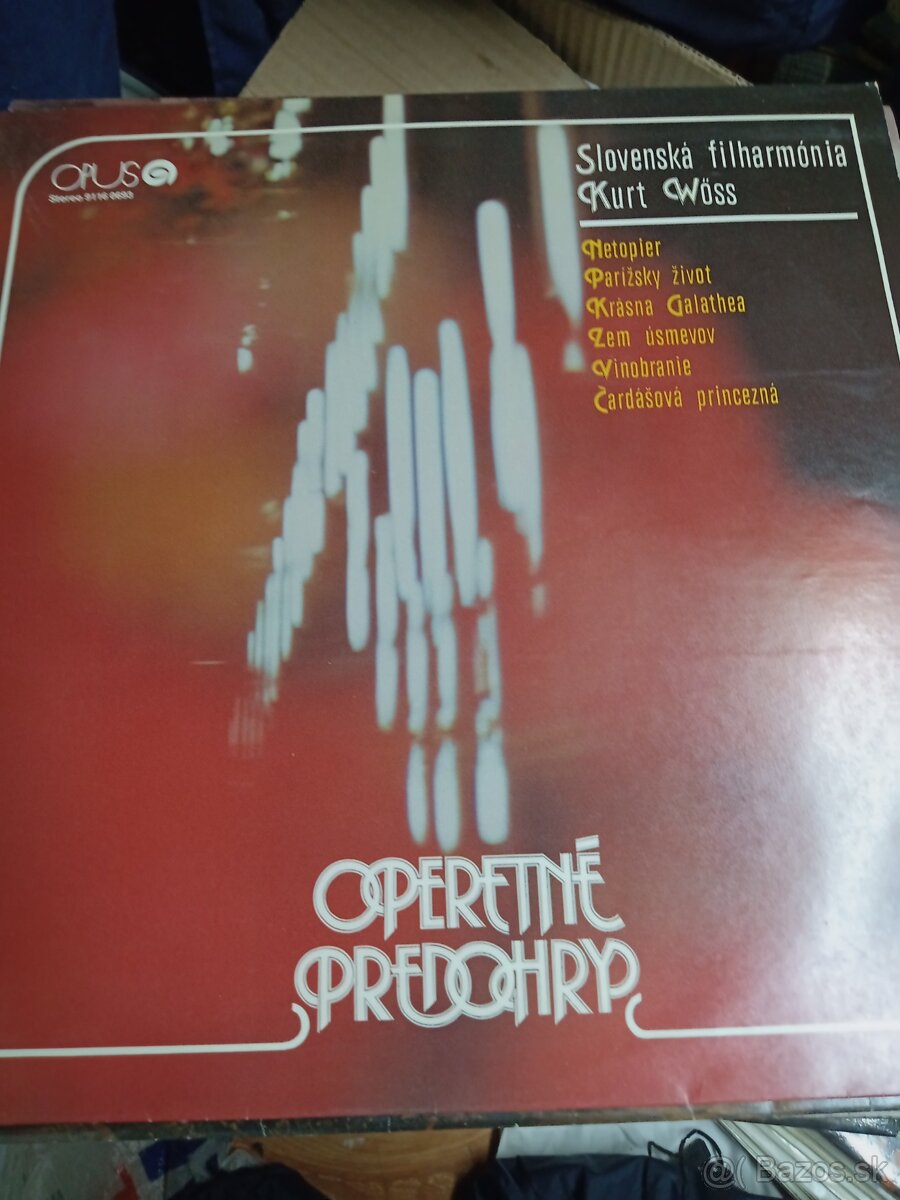 OPUS
Stereo 9116 0693
Slovenská filharmónia
Kurt Wöss
Netopier
Parižsky život
Krásna Galathea
Zem úsmevov
Vinobranie
Čardášová princezná
OPERETNÉ
PREDOHRY
@ Bazos.sk